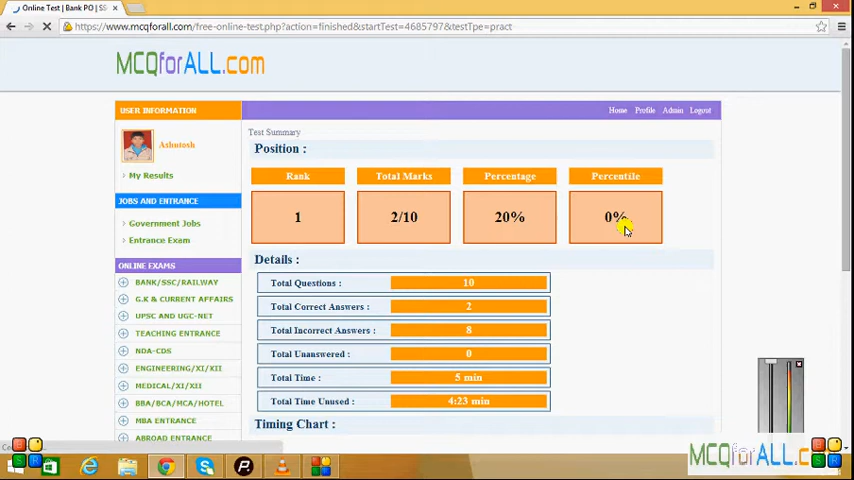 Online Test | Bank PO | SS
https://www.mcqforall.com/free-online-test.php?action=finished&startTest=4685797&testTpe=pract
MCQforALL.com
USER INFORMATION
Ashutosh
My Results
JOBS AND ENTRANCE
Government Jobs
Entrance Exam
ONLINE EXAMS
BANK/SSC/RAILWAY
G.K & CURRENT AFFAIRS
UPSC AND UGC-NET
TEACHING ENTRANCE
NDA-CDS
ENGINEERING/XI/XII
MEDICAL/XI/XII
BBA/BCA/MCA/HOTEL
MBA ENTRANCE
ABROAD ENTRANCE
Home Profile Admin Logout
Test Summary
Position :
Rank Total Marks Percentage Percentile
1 2/10 20% 0%
Details :
Total Questions : 10
Total Correct Answers : 2
Total Incorrect Answers : 8
Total Unanswered : 0
Total Time : 5 min
Total Time Unused : 4:23 min
Timing Chart :
MCQforALL.c